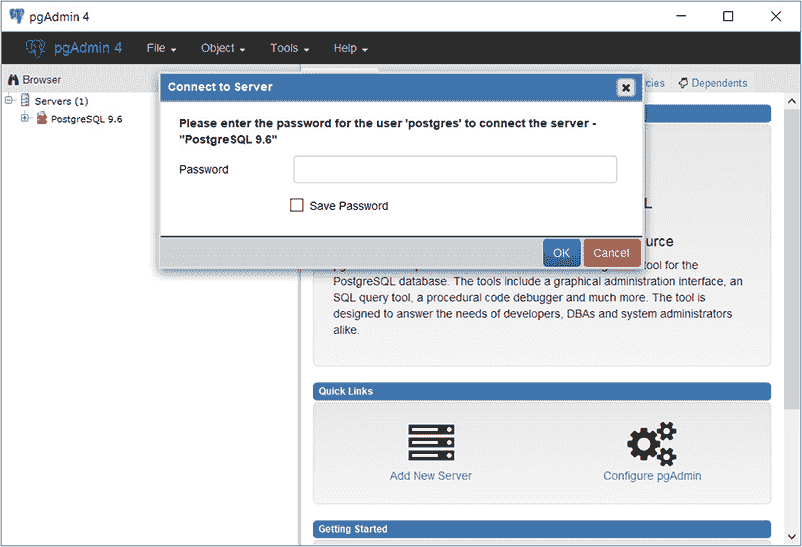 pgAdmin 4
pgAdmin 4 File Object Tools Help
Browser
Servers (1)
PostgreSQL 9.6
cies Dependents
Connect to Server
Please enter the password for the user 'postgres' to connect the server -
"PostgreSQL 9.6"
Password
Save Password
OK Cancel
L
urce
tool for the
PostgreSQL database. The tools include a graphical administration interface, an
SQL query tool, a procedural code debugger and much more. The tool is
designed to answer the needs of developers, DBAs and system administrators
alike.
Quick Links
Add New Server
Configure pgAdmin
Getting Started